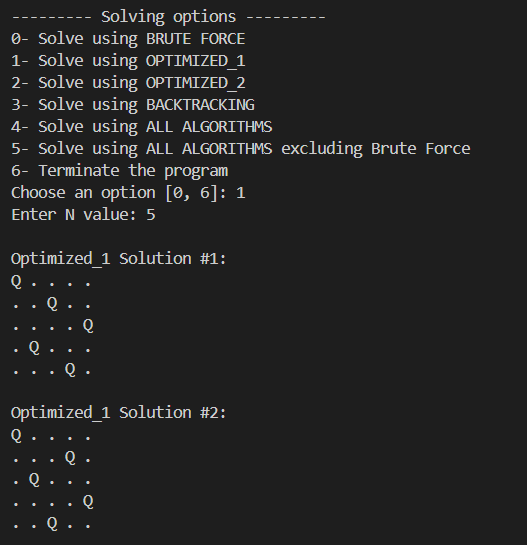 --------- Solving options ---------
0- Solve using BRUTE FORCE
1- Solve using OPTIMIZED_1
2- Solve using OPTIMIZED_2
3- Solve using BACKTRACKING
4- Solve using ALL ALGORITHMS
5- Solve using ALL ALGORITHMS excluding Brute Force
6- Terminate the program
Choose an option [0, 6]: 1
Enter N value: 5
Optimized_1 Solution #1:
Q . . . .
. . Q . .
. . . . Q
. Q . . .
. . . Q .
Optimized_1 Solution #2:
Q . . . .
. . . Q .
. Q . . .
. . . . Q
. . Q . .